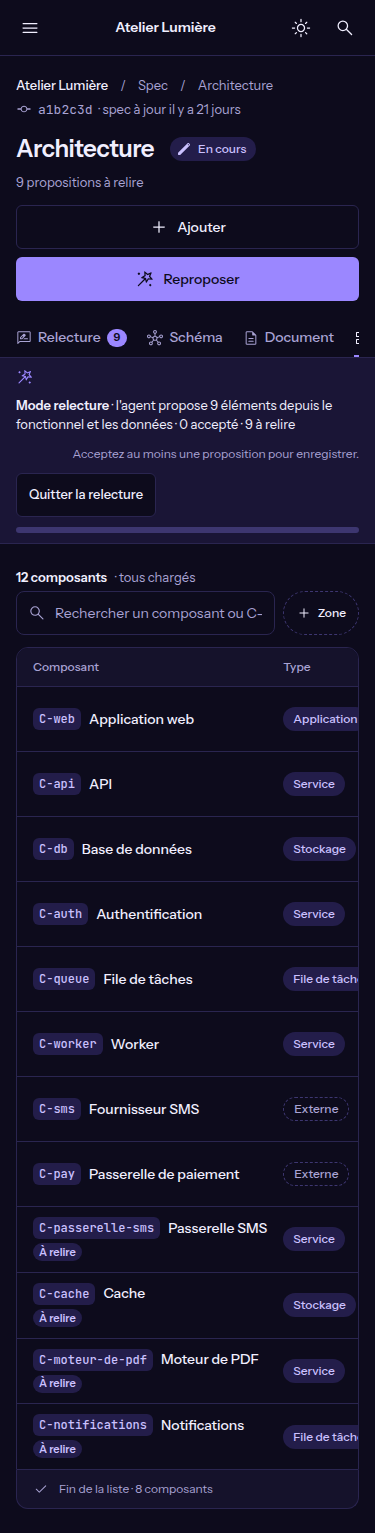 Atelier Lumière
Atelier Lumière / Spec / Architecture
a1b2c3d · spec à jour il y a 21 jours
Architecture En cours
9 propositions à relire
Ajouter
Reproposer
Relecture 9 Schéma Document
Mode relecture · l'agent propose 9 éléments depuis le
fonctionnel et les données · 0 accepté · 9 à relire
Acceptez au moins une proposition pour enregistrer.
Quitter la relecture
12 composants · tous chargés
Rechercher un composant ou C- + Zone
Composant Type
C-web Application web Application
C-api API Service
C-db Base de données Stockage
C-auth Authentification Service
C-queue File de tâches File de tâch
C-worker Worker Service
C-sms Fournisseur SMS Externe
C-pay Passerelle de paiement Externe
C-passerelle-sms Passerelle SMS Service
À relire
C-cache Cache Stockage
À relire
C-moteur-de-pdf Moteur de PDF Service
À relire
C-notifications Notifications File de tâch
À relire
Fin de la liste · 8 composants